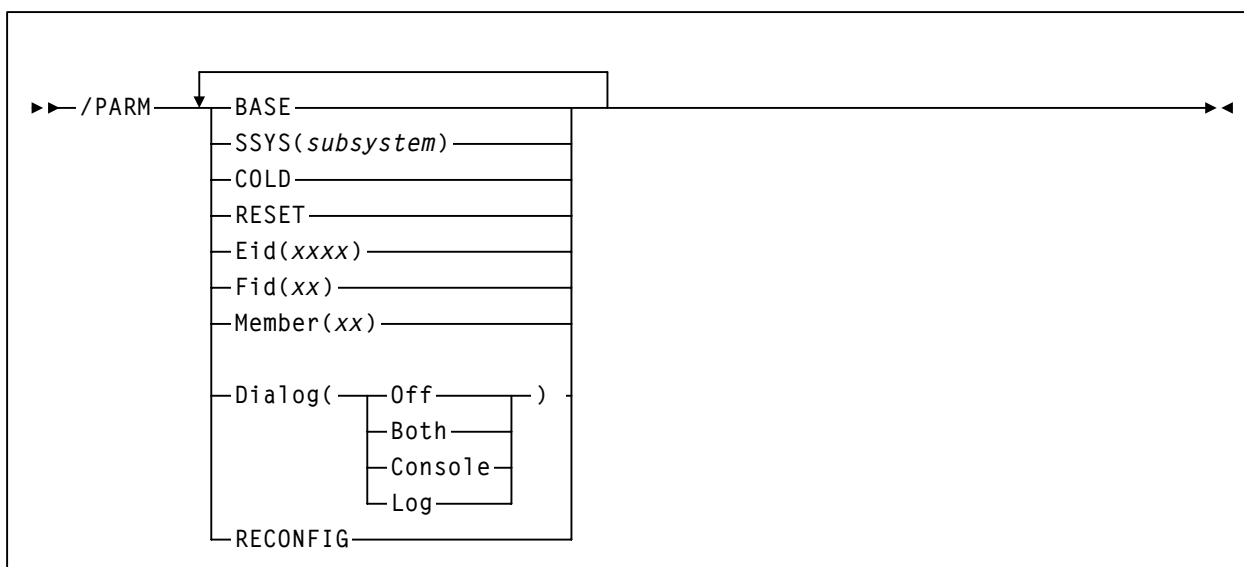 /PARM BASE
SSYS(subsystem)
COLD
RESET
Eid(xxxx)
Fid(xx)
Member(xx)
Dialog( Off )
Both
Console
Log
RECONFIG